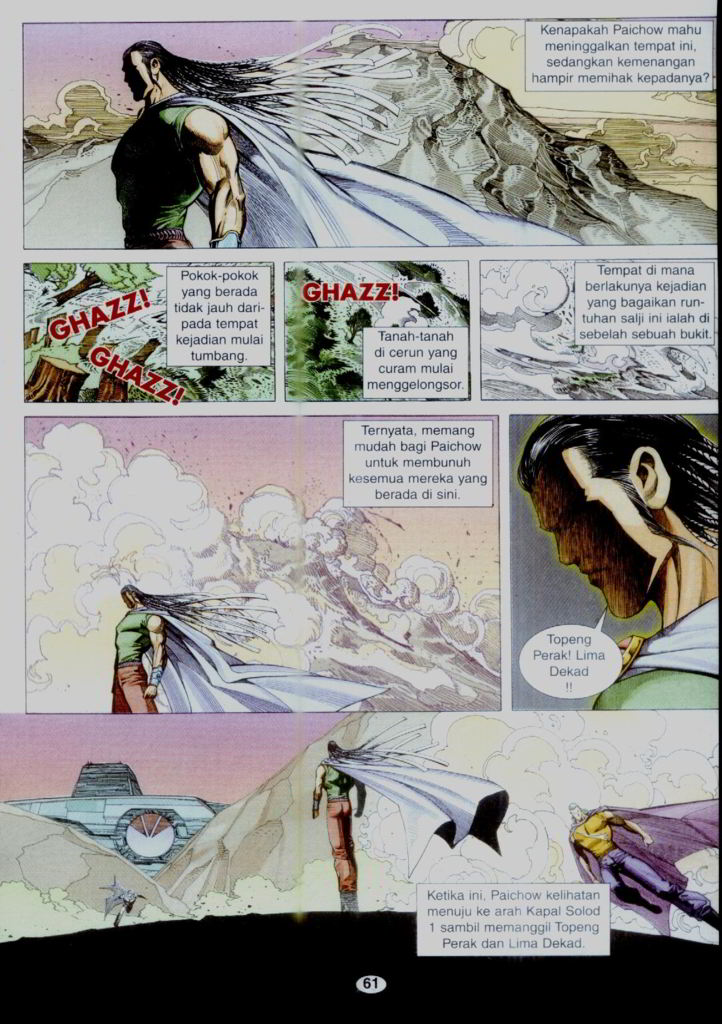 Kenapakah Paichow mahu
meninggalkan tempat ini,
sedangkan kemenangan
hampir memihak kepadanya?
Pokok-pokok
yang berada
tidak jauh dari-
pada tempat
kejadian mulai
tumbang.
GHAZZ!
GHAZZ!
GHAZZ!
Tanah-tanah
di cerun yang
curam mulai
menggelongsor.
Tempat di mana
berlakunya kejadian
yang bagaikan run-
tuhan salji ini ialah di
sebelah sebuah bukit.
Ternyata, memang
mudah bagi Paichow
untuk membunuh
kesemua mereka yang
berada di sini.
Topeng
Perak! Lima
Dekad
!!
Ketika ini, Paichow kelihatan
menuju ke arah Kapal Solod
1 sambil memanggil Topeng
Perak dan Lima Dekad.
61